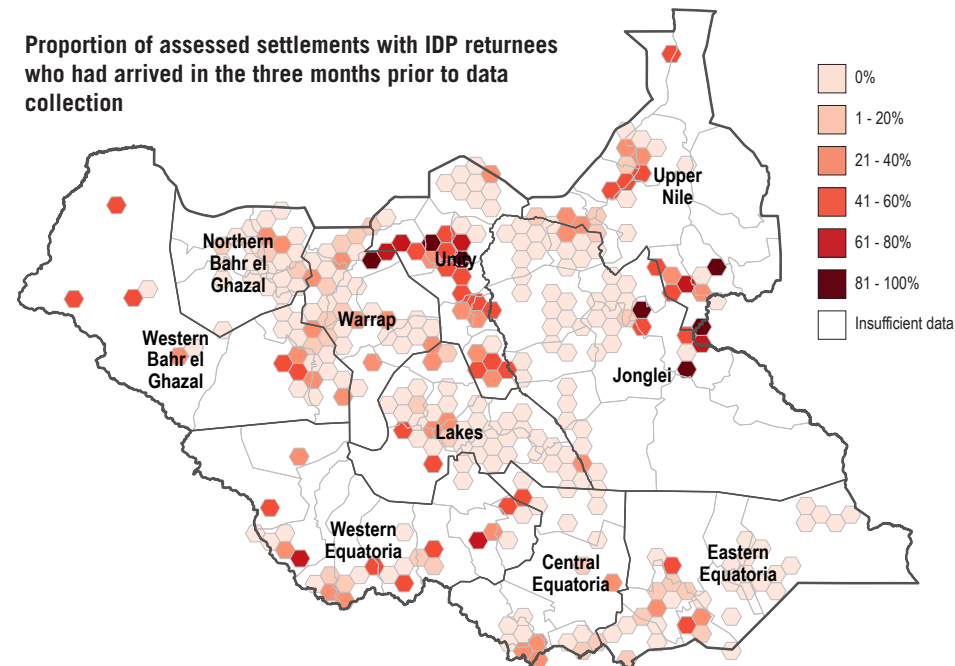 Proportion of assessed settlements with IDP returnees
who had arrived in the three months prior to data
collection
0%
1 - 20%
21 - 40%
41 - 60%
61 - 80%
81 - 100%
Insufficient data
Upper
Nile
Northern
Bahr el
Ghazal
Unity
Warrap
Western
Bahr el
Ghazal
Jonglei
Lakes
Western
Equatoria
Central
Equatoria
Eastern
Equatoria